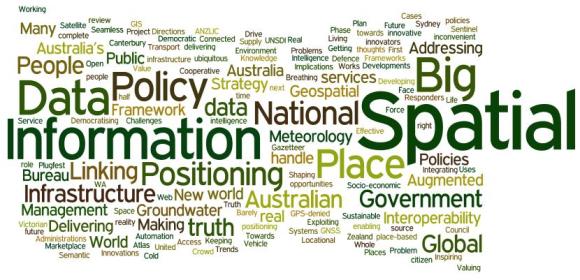 Working
Many Satellite review GIS Cases Sydney policies
complete Seamless Project Directions ANZLIC Drive Phase Plan Future towards innovative Sentinel
Canterbury Democratic Connected Supply UNSDI Real Living Getting innovators inconvenient
Australia's Transport delivering Environment Problems Intelligence Defence thought Firms Frameworks Addressing
People Open Public infrastructure ubiquitous Knowledge Implications Works Developments
Value Cooperative Australia Breathing services Developing Big
people Policy Strategy next Geospatial Face Responders Life
Data half data time National Force Spatial
Democratising Framework intelligence Effective right
Service Challenges Meteorology Gazetteer
Information Positioning Place
role Plugfest Linking handle Shaping Policies
Bureau WA Web New world opportunities Socio-economic Integrating Uses Augmented
Infrastructure Truth Australian Government
Management Space Groundwater Barely real GPS-denied Sustainable Interoperability
Victorian Delivering reality Making truth positioning Exploiting enabling source Council
future Administrations World Automation Towards Systems GNSS Social Zealand place-based Global
Marketplace Atlas United Access Keeping Vehicle Locational Whole Problem
Semantic Innovations Cold Crowd Trends Places citizen Inspiring
Valuing